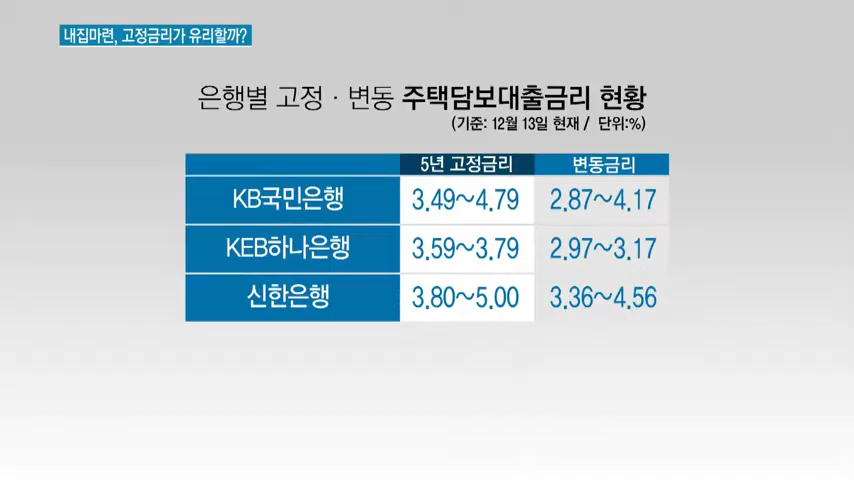 내집마련, 고정금리가 유리할까?
은행별 고정 · 변동 주택담보대출금리 현황
(기준: 12월 13일 현재 / 단위:%)
5년 고정금리 변동금리
KB국민은행 3.49~4.79 2.87~4.17
KEB하나은행 3.59~3.79 2.97~3.17
신한은행 3.80~5.00 3.36~4.56